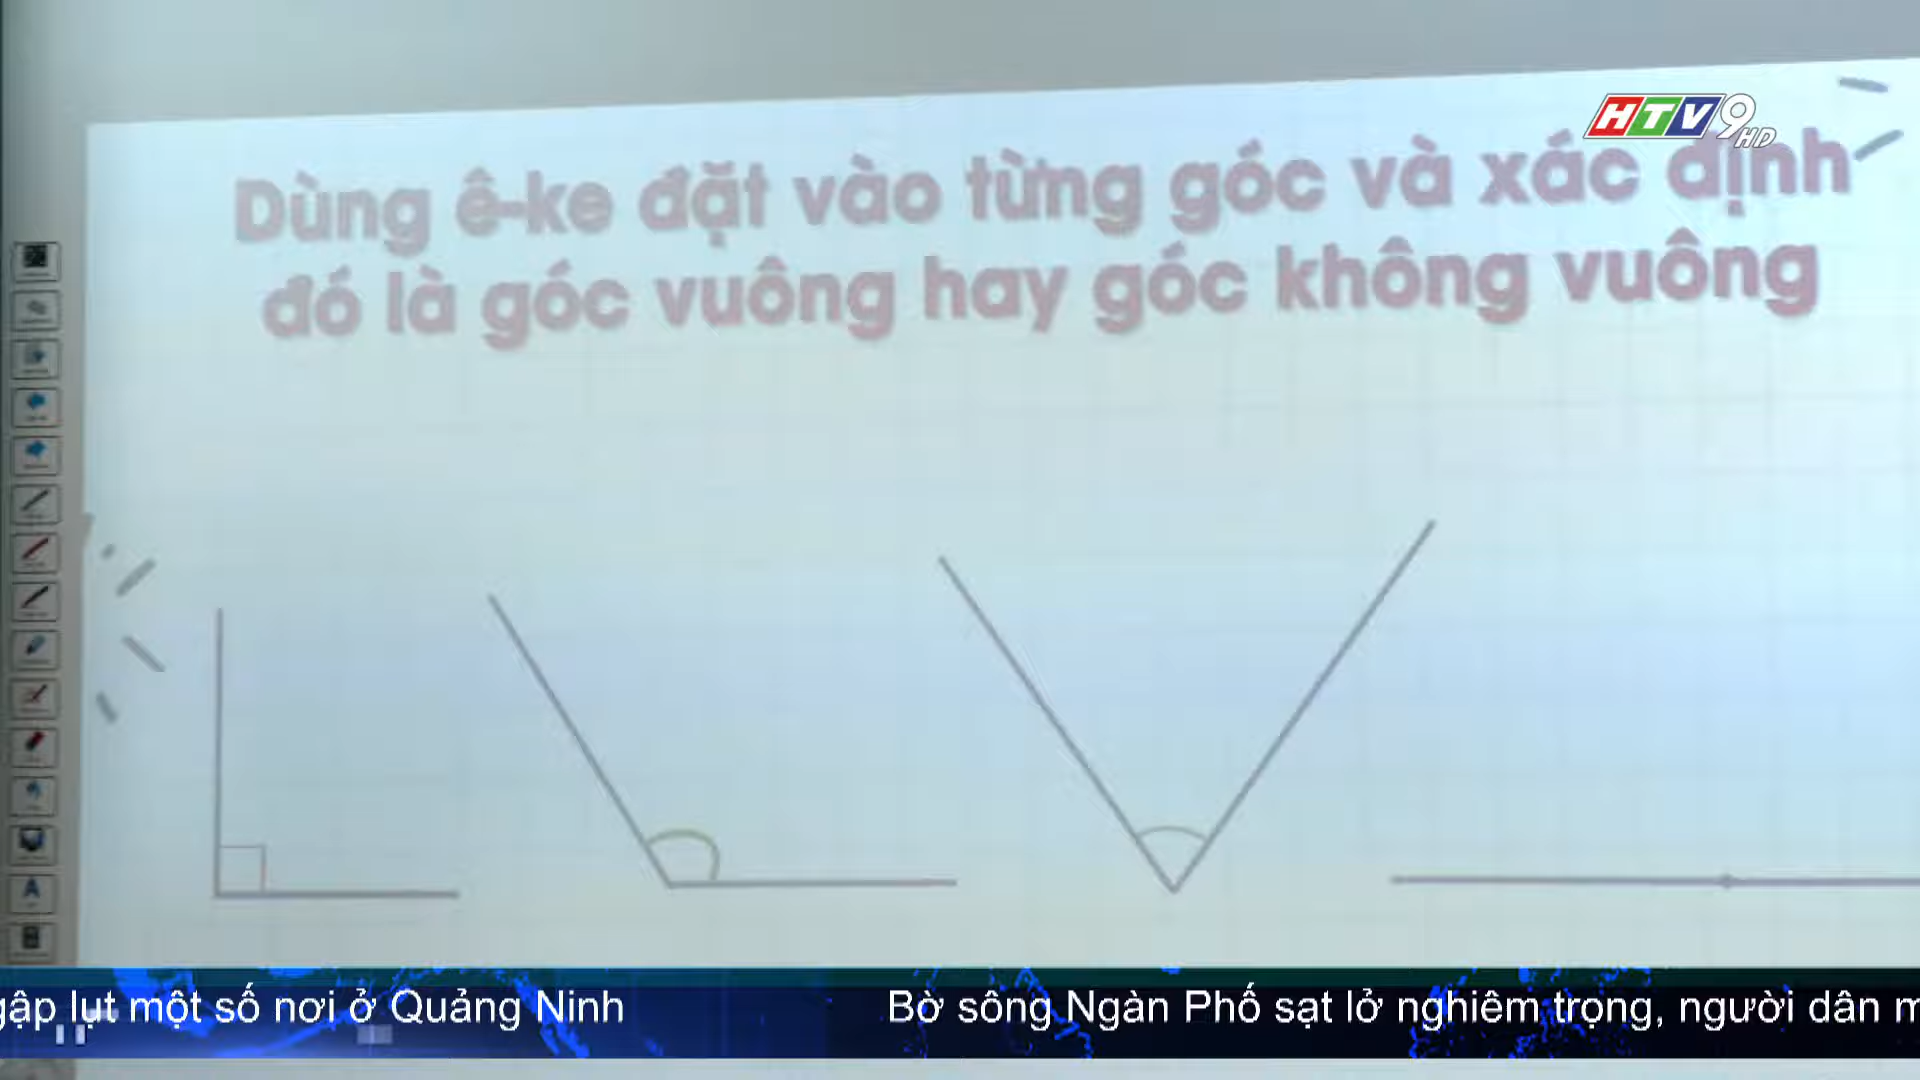 HTV9 HD
Dùng ê-ke đặt vào từng góc và xác định
đó là góc vuông hay góc không vuông
A
gập lụt một số nơi ở Quảng Ninh
Bờ sông Ngàn Phố sạt lở nghiêm trọng, người dân m